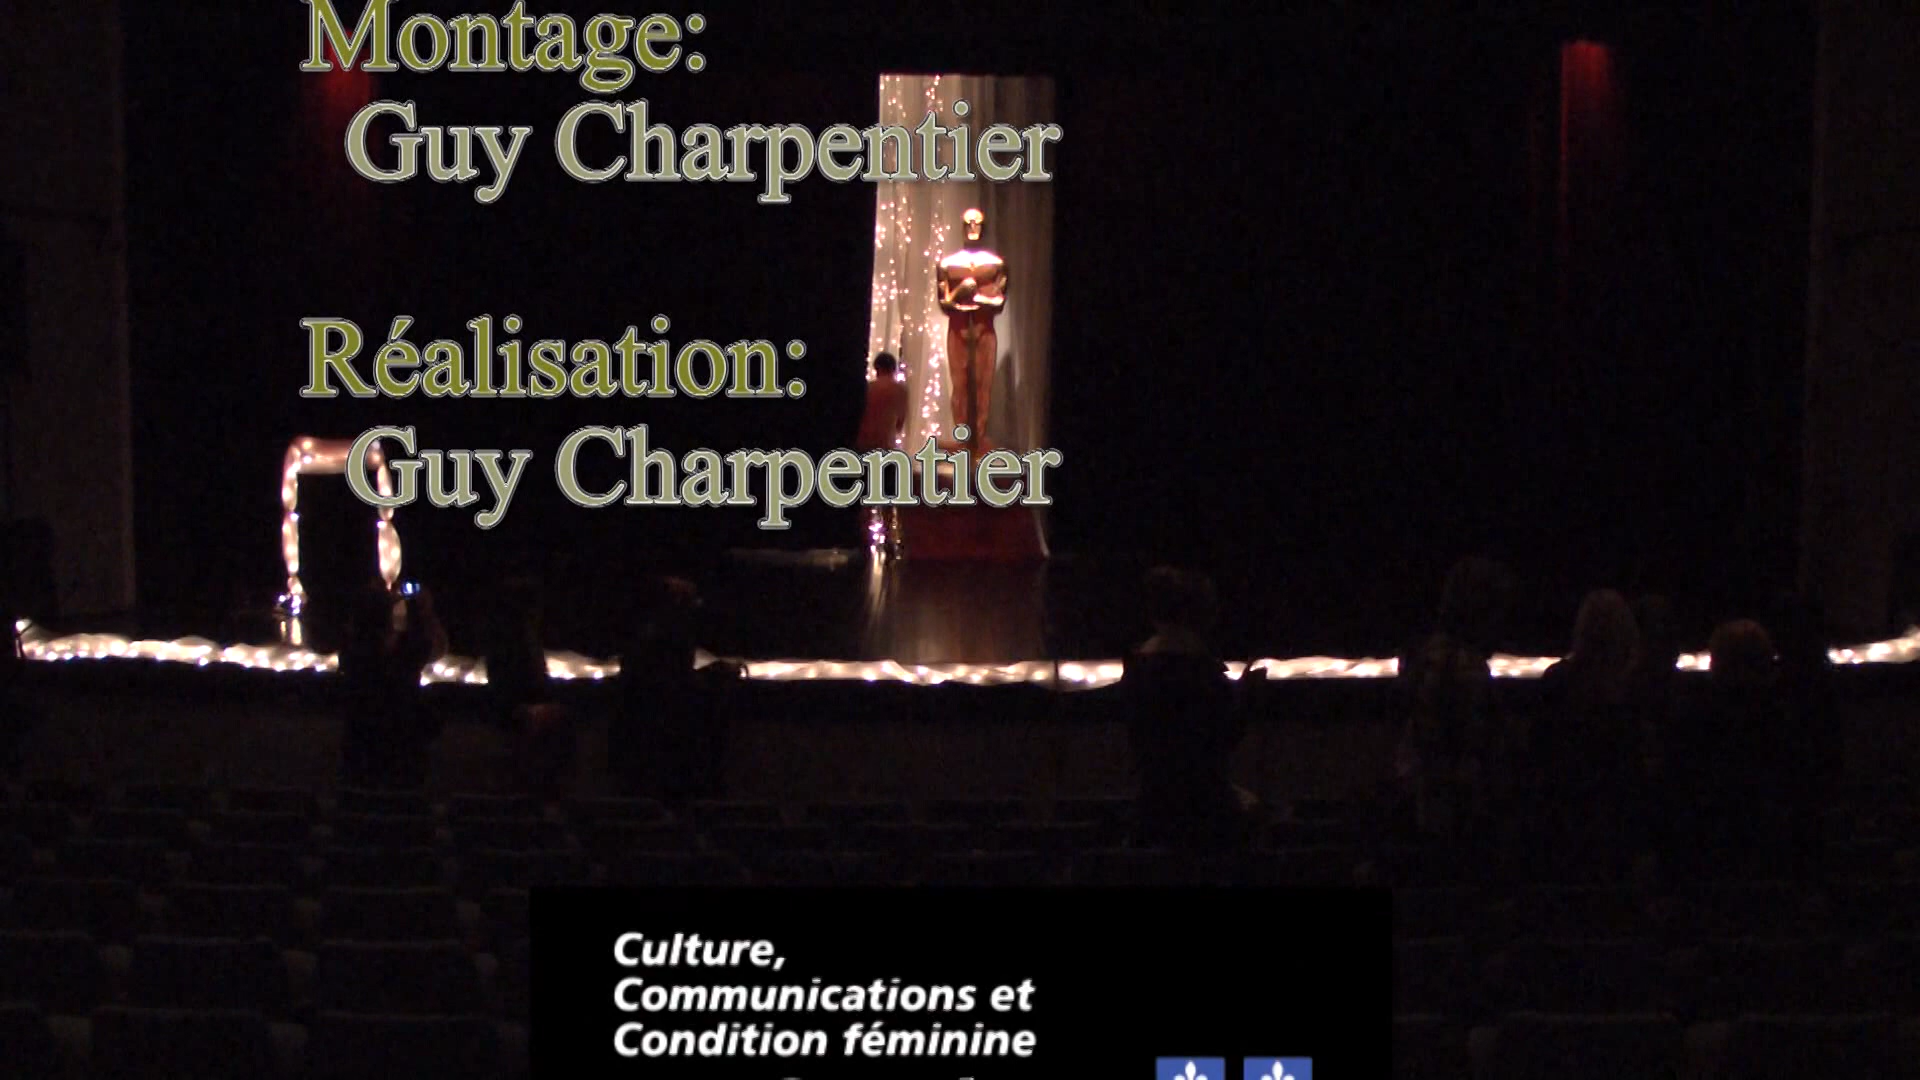 Montage:
Guy Charpentier
Réalisation:
Guy Charpentier
Culture,
Communications et
Condition féminine